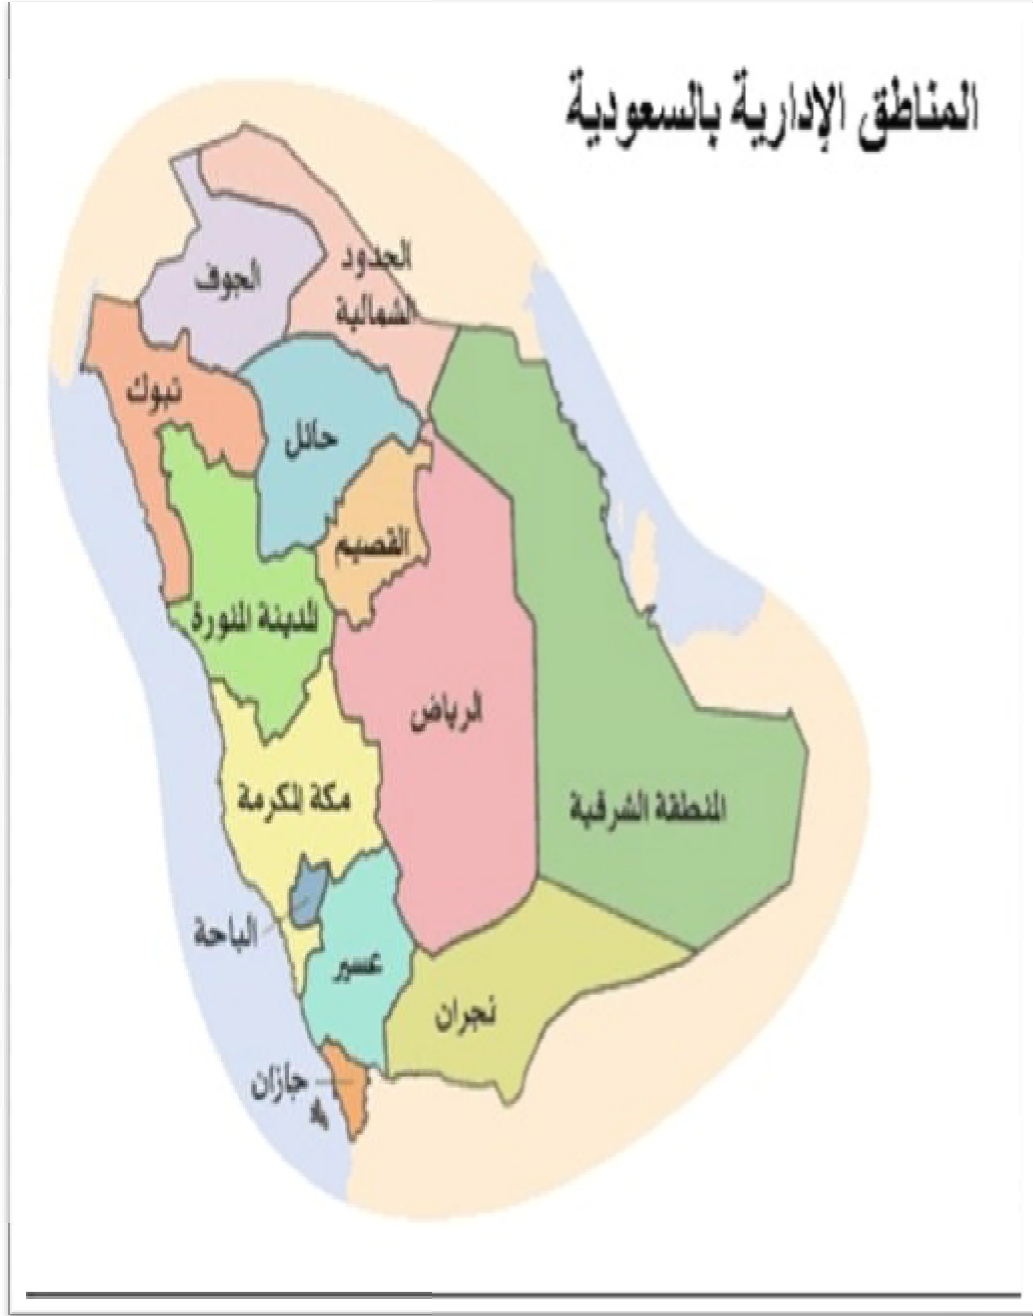 المناطق الإدارية بالسعودية
الحدود
الشمالية
الجوف
تبوك
حائل
القصيم
المدينة المنورة
الرياض
مكة المكرمة
المنطقة الشرقية
الباحة
عسير
نجران
جازان